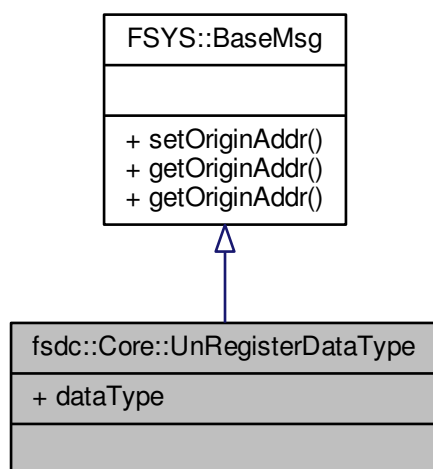 FSYS::BaseMsg
+ setOriginAddr()
+ getOriginAddr()
+ getOriginAddr()
fsdc::Core::UnRegisterDataType
+ dataType